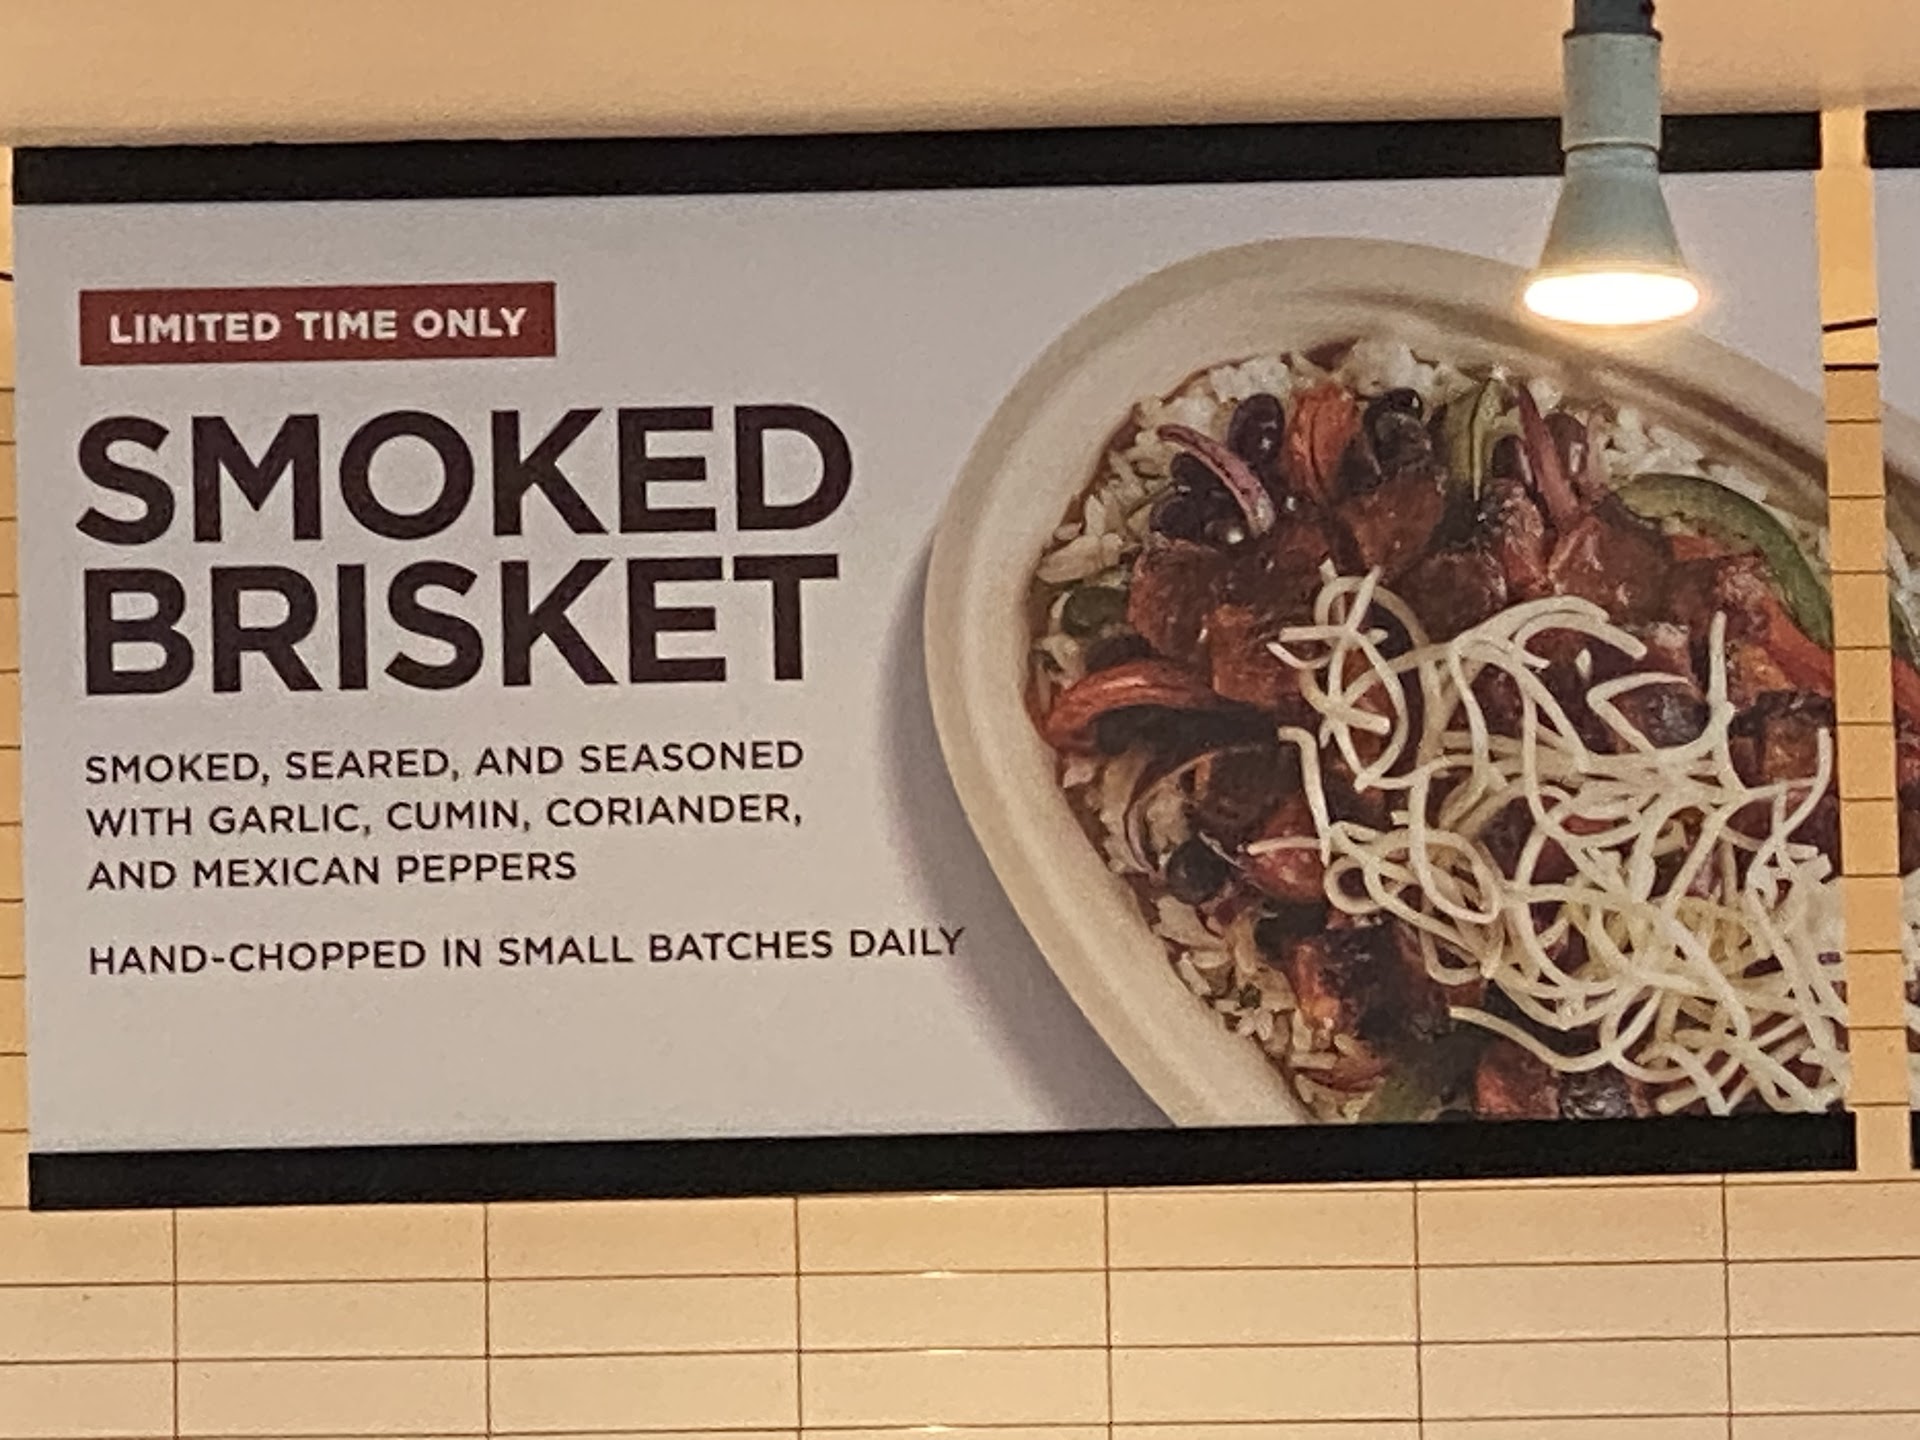 LIMITED TIME ONLY
SMOKED
BRISKET
SMOKED, SEARED, AND SEASONED
WITH GARLIC, CUMIN, CORIANDER,
AND MEXICAN PEPPERS
HAND-CHOPPED IN SMALL BATCHES DAILY